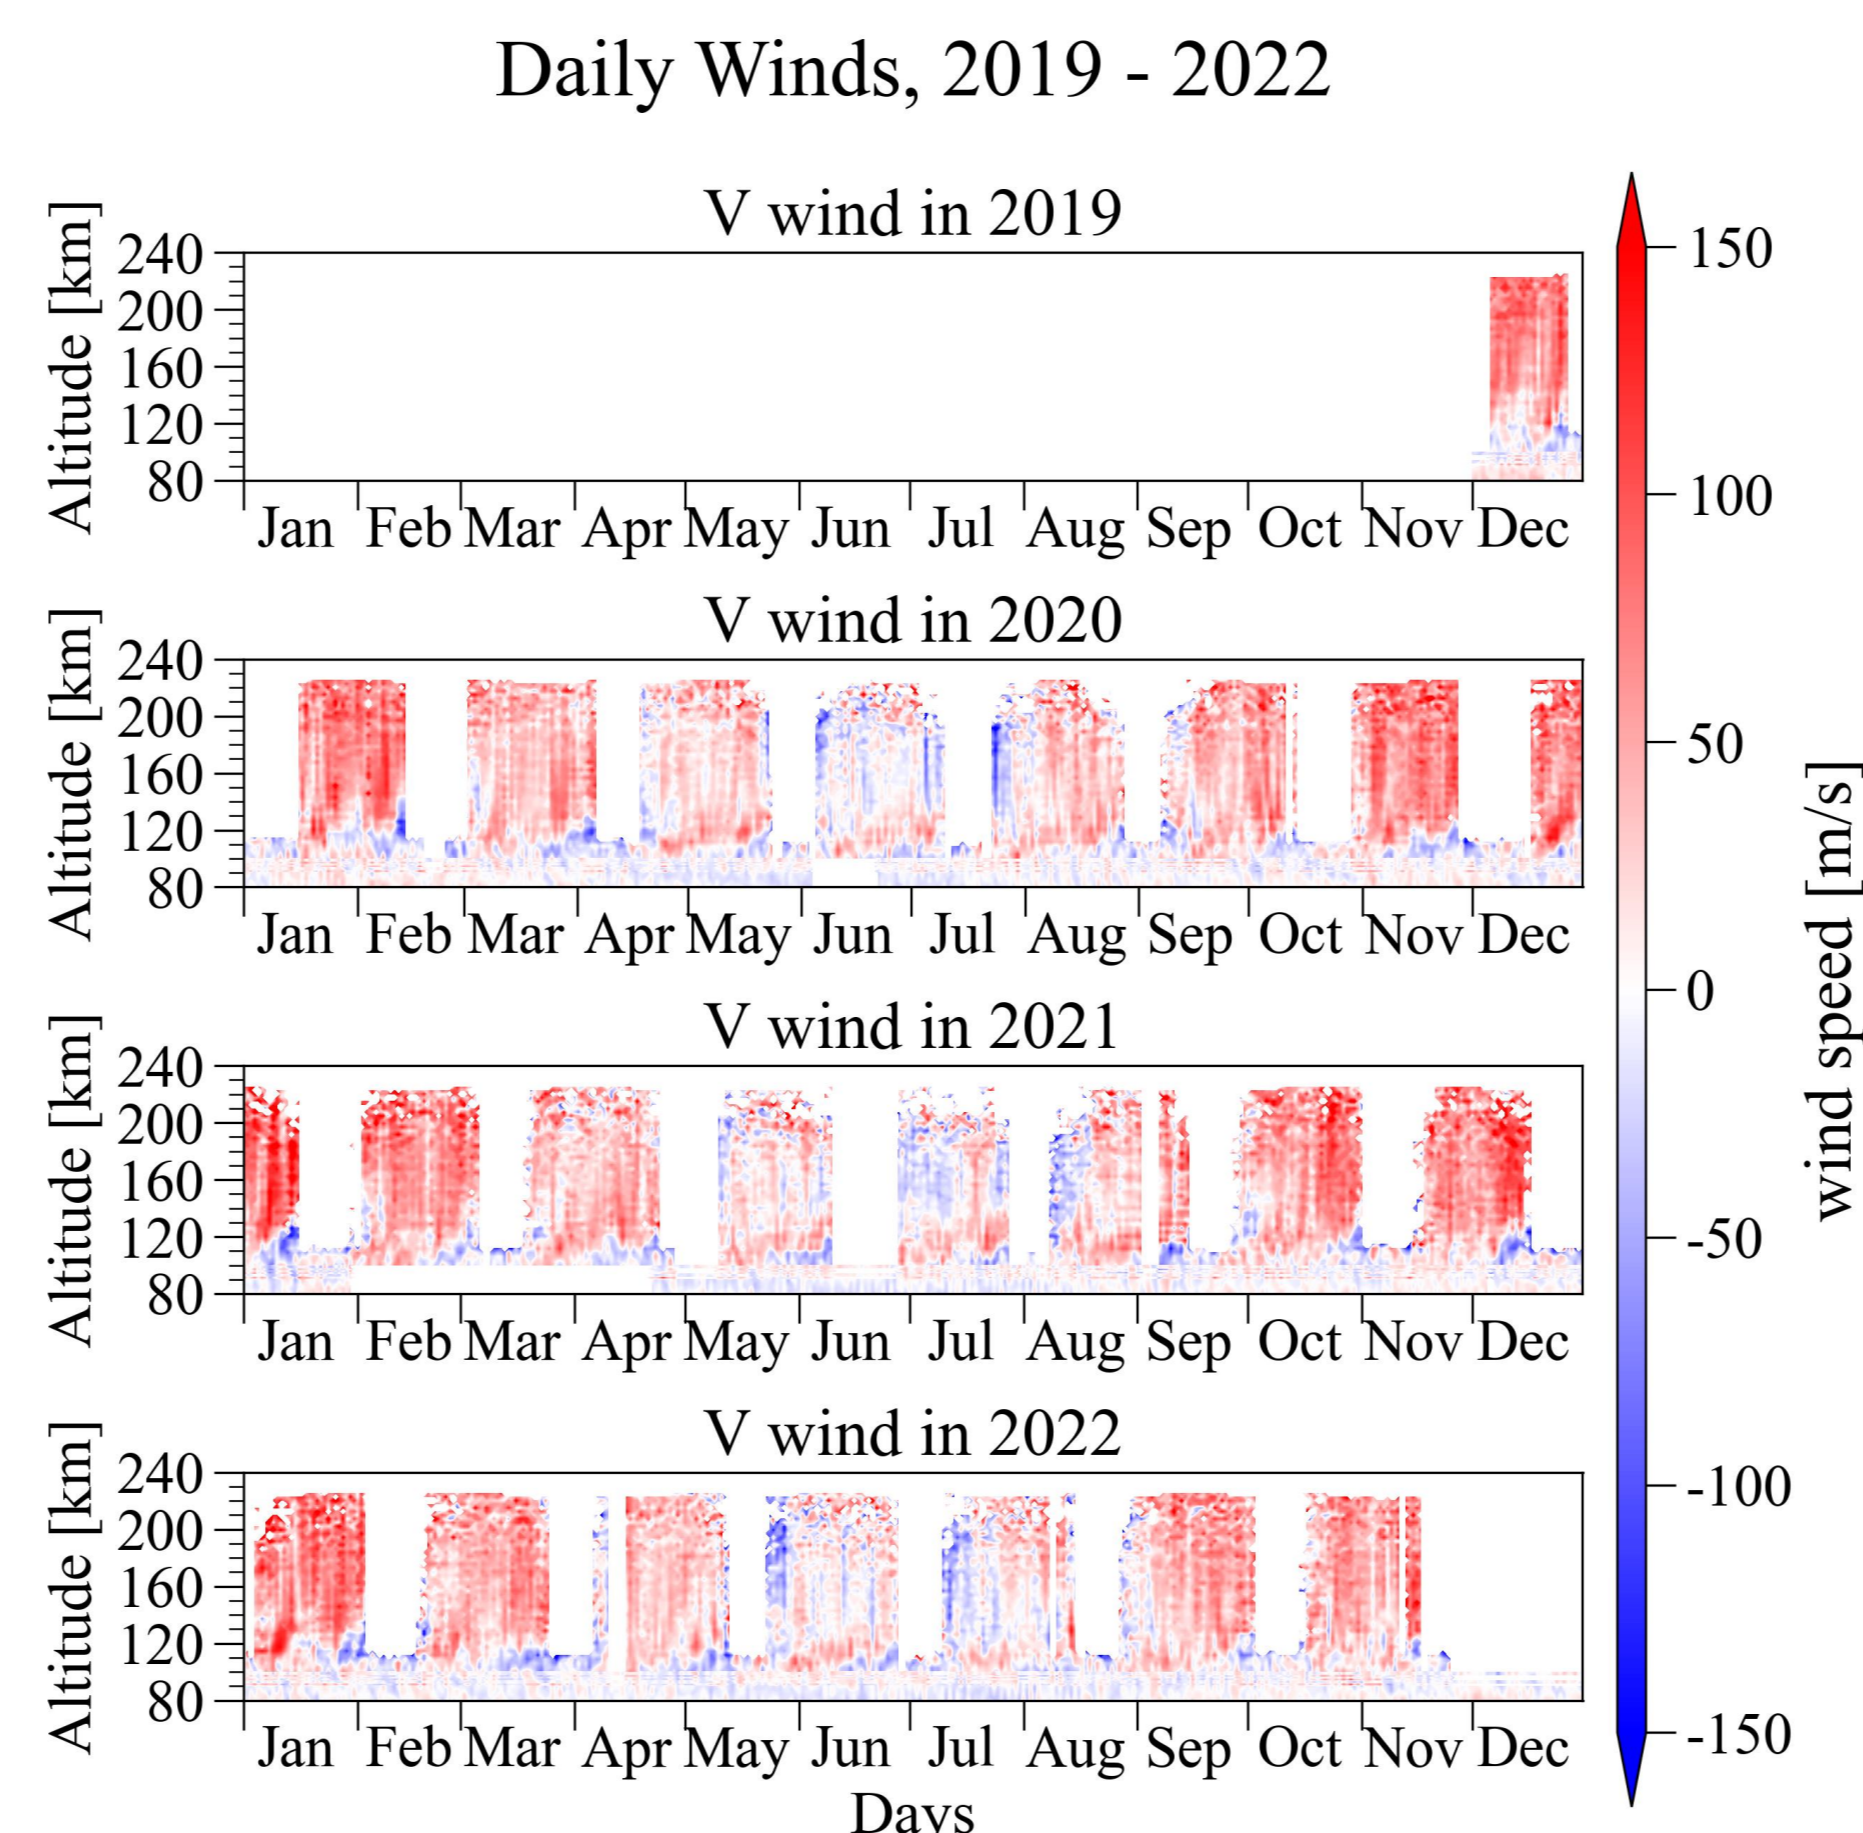 Daily Winds, 2019 - 2022
V wind in 2019
Altitude [km]
240
200
160
120
80
Jan Feb Mar Apr May Jun Jul Aug Sep Oct Nov Dec
V wind in 2020
Altitude [km]
240
200
160
120
80
Jan Feb Mar Apr May Jun Jul Aug Sep Oct Nov Dec
V wind in 2021
Altitude [km]
240
200
160
120
80
Jan Feb Mar Apr May Jun Jul Aug Sep Oct Nov Dec
V wind in 2022
Altitude [km]
240
200
160
120
80
Jan Feb Mar Apr May Jun Jul Aug Sep Oct Nov Dec
Days
150
100
50
0
-50
-100
-150
wind speed [m/s]